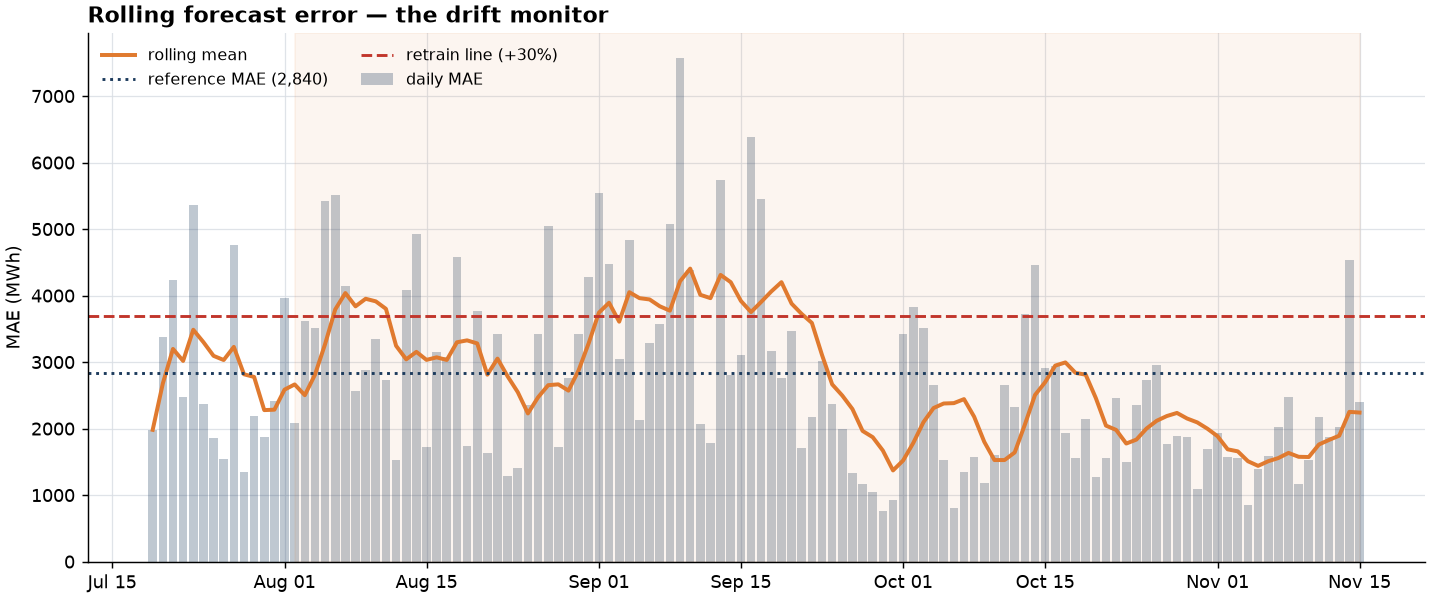 Rolling forecast error — the drift monitor
rolling mean
reference MAE (2,840)
retrain line (+30%)
daily MAE
MAE (MWh)
7000
6000
5000
4000
3000
2000
1000
0
Jul 15
Aug 01
Aug 15
Sep 01
Sep 15
Oct 01
Oct 15
Nov 01
Nov 15